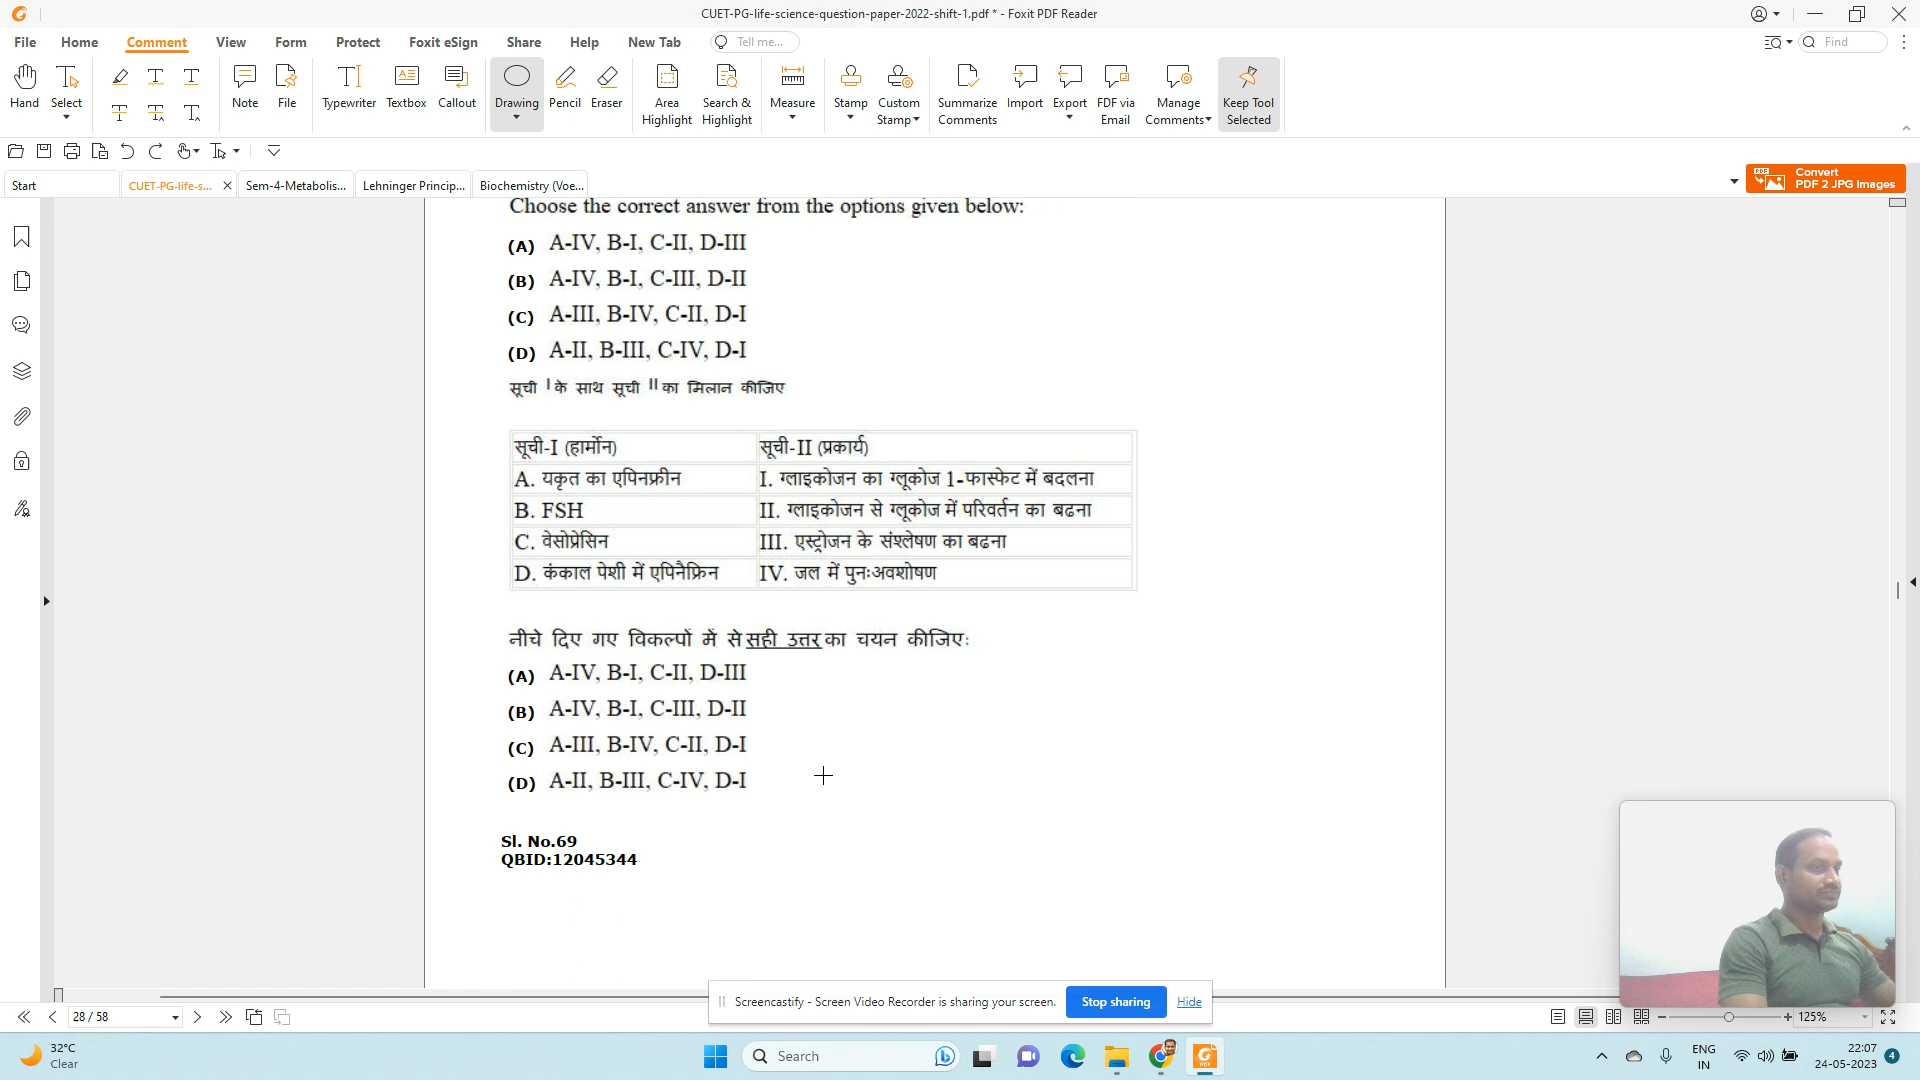 CUET-PG-life-science-question-paper-2022-shift-1.pdf * - Foxit PDF Reader
File Home Comment View Form Protect Foxit eSign Share Help New Tab Tell me... Find
Hand Select Note File Typewriter Textbox Callout Drawing Pencil Eraser Area Highlight Search & Highlight Measure Stamp Custom Stamp Summarize Comments Import Export FDF via Email Manage Comments Keep Tool Selected
Start CUET-PG-life-s... Sem-4-Metabolis... Lehninger Princip... Biochemistry (Voe... Convert PDF 2 JPG Images
Choose the correct answer from the options given below:
(A) A-IV, B-I, C-II, D-III
(B) A-IV, B-I, C-III, D-II
(C) A-III, B-IV, C-II, D-I
(D) A-II, B-III, C-IV, D-I
सूची I के साथ सूची II का मिलान कीजिए
सूची-I (हार्मोन) सूची-II (प्रकार्य)
A. यकृत का एपिनफ्रीन I. ग्लाइकोजन का ग्लूकोज 1-फास्फेट में बदलना
B. FSH II. ग्लाइकोजन से ग्लूकोज में परिवर्तन का बढना
C. वेसोप्रेसिन III. एस्ट्रोजन के संश्लेषण का बढना
D. कंकाल पेशी में एपिनैफ्रिन IV. जल में पुनःअवशोषण
नीचे दिए गए विकल्पों में से सही उत्तर का चयन कीजिए:
(A) A-IV, B-I, C-II, D-III
(B) A-IV, B-I, C-III, D-II
(C) A-III, B-IV, C-II, D-I
(D) A-II, B-III, C-IV, D-I
Sl. No.69
QBID:12045344
Screencastify - Screen Video Recorder is sharing your screen. Stop sharing Hide
28 / 58 125%
32°C
Clear
Search
ENG
IN
22:07
24-05-2023
4